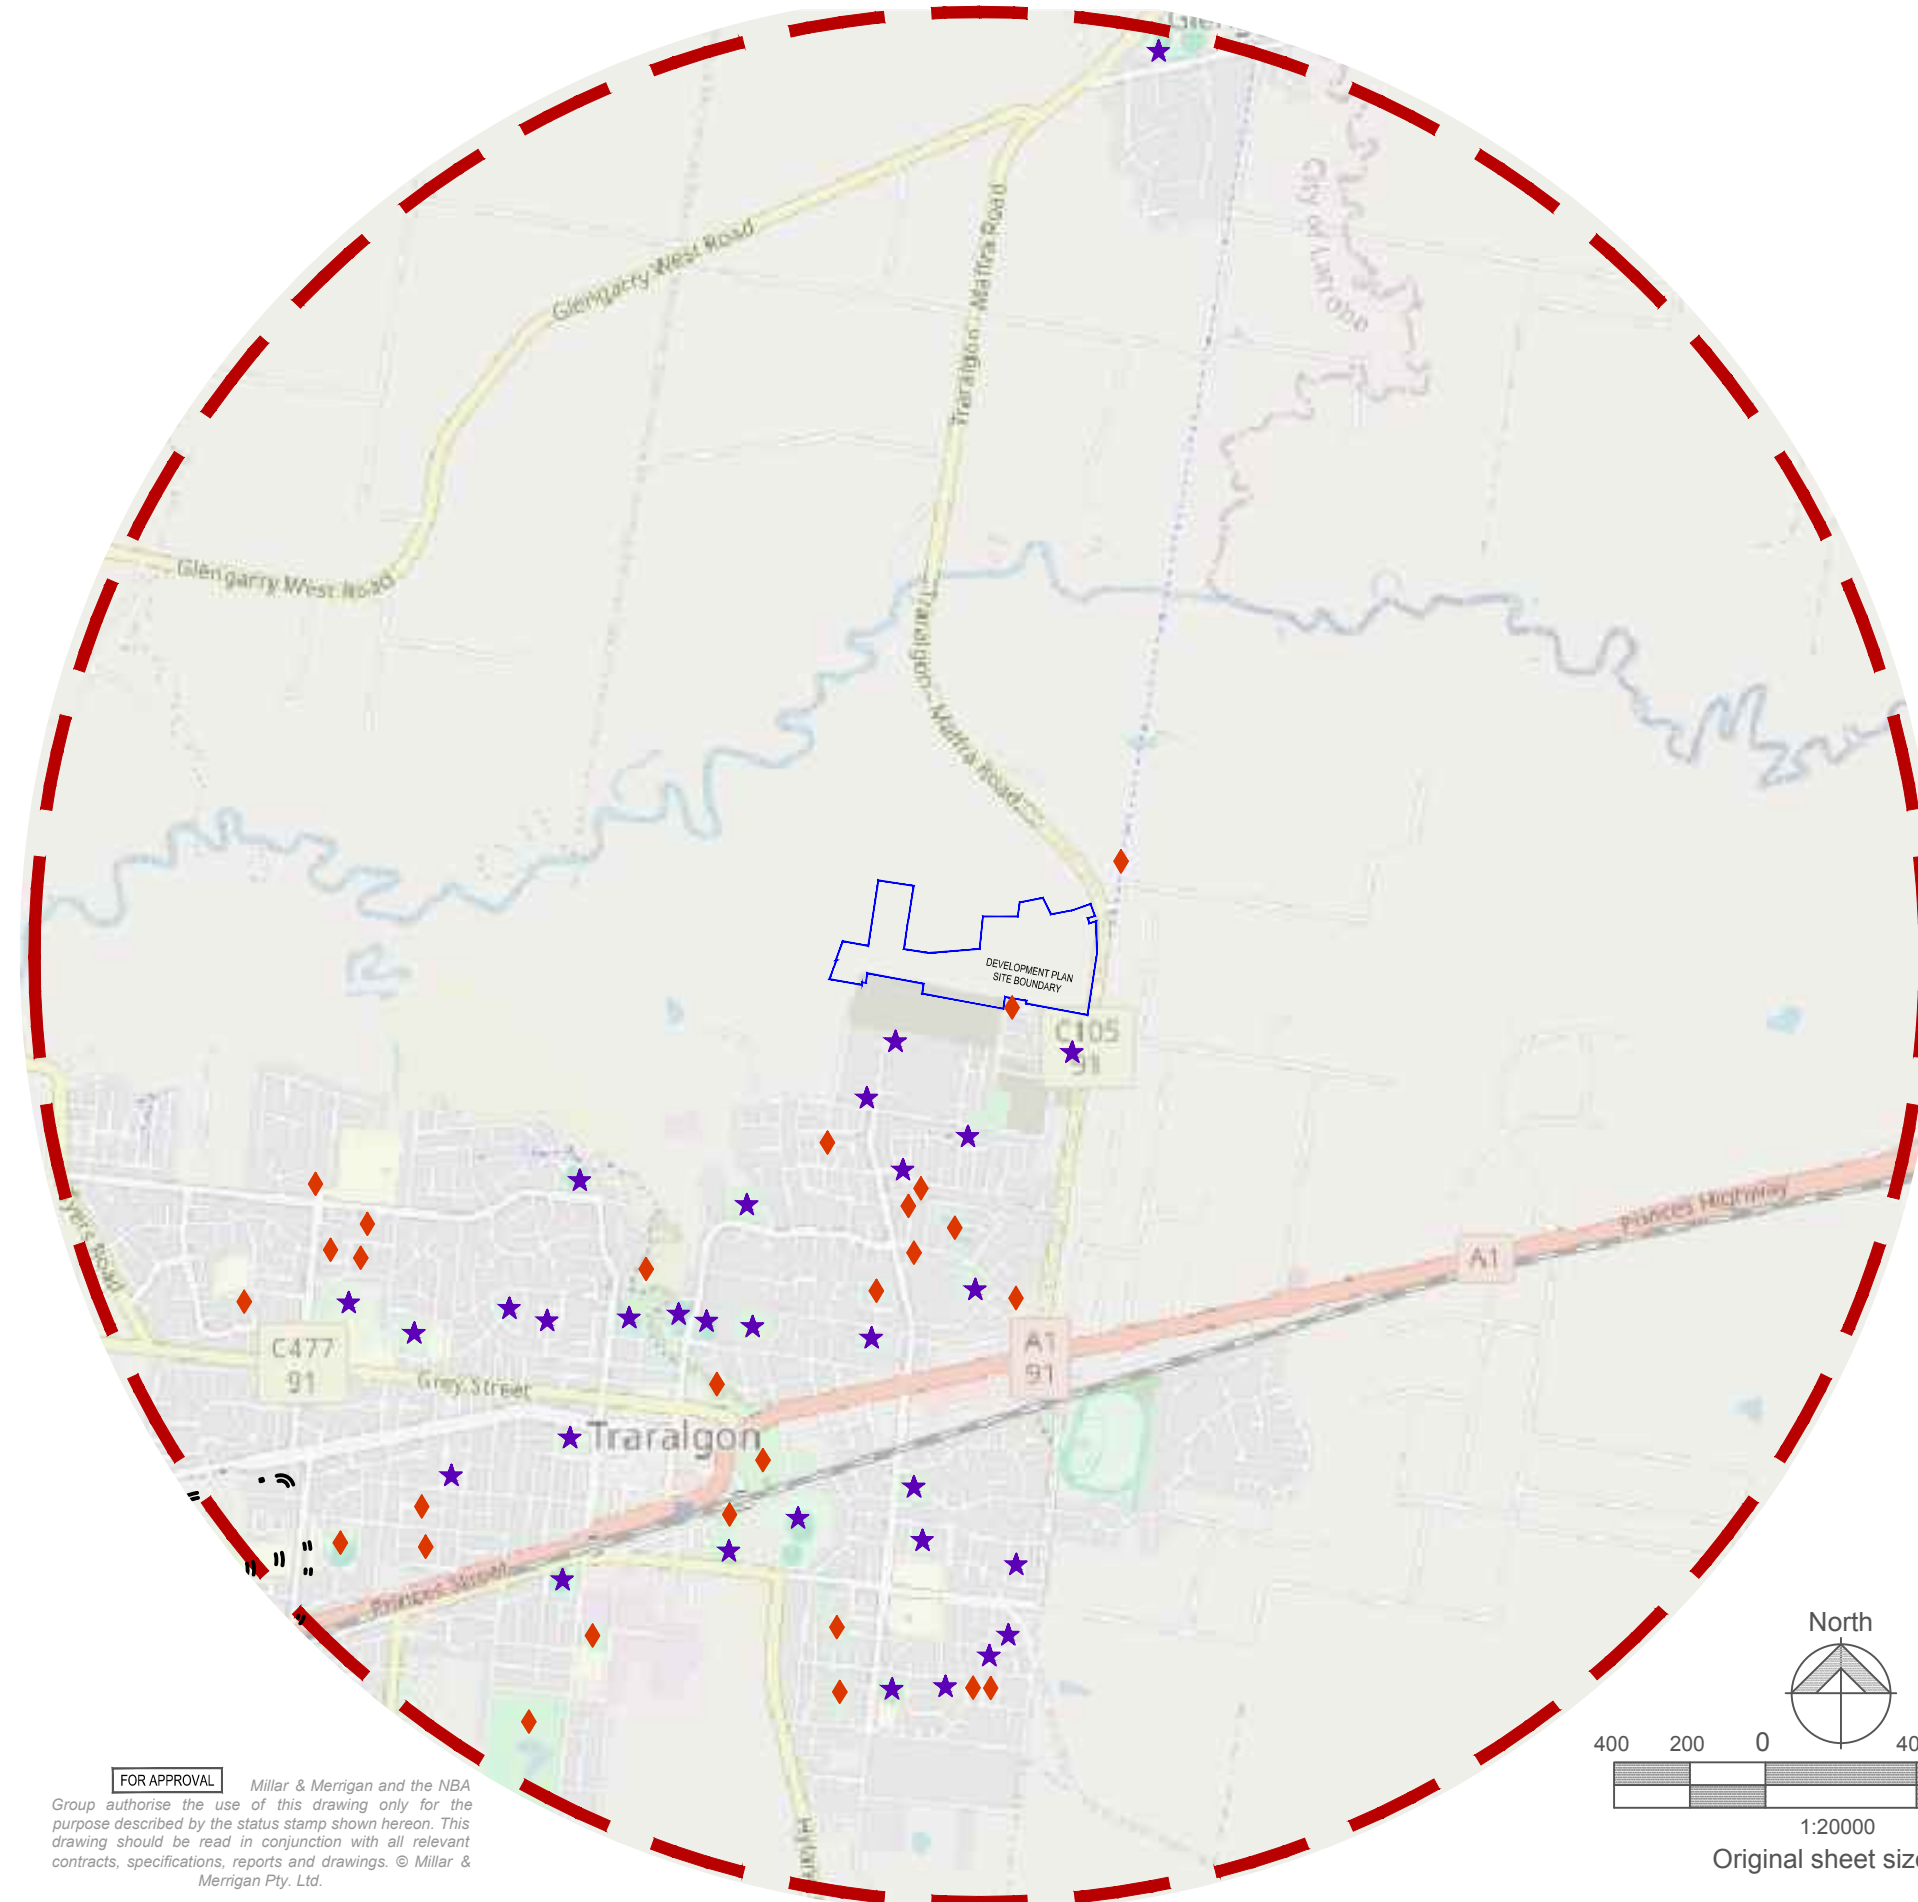 City of Latrobe
Glengarry West Road
Traralgon - Maffra Road
Glengarry West Road
Traralgon - Maffra Road
DEVELOPMENT PLAN
SITE BOUNDARY
C105
91
Princes Highway
A1
A1
91
C477
91
Grey Street
Traralgon
Princes Street
North
400 200 0
1:20000
Original sheet size
FOR APPROVAL
Millar & Merrigan and the NBA
Group authorise the use of this drawing only for the
purpose described by the status stamp shown hereon. This
drawing should be read in conjunction with all relevant
contracts, specifications, reports and drawings. © Millar &
Merrigan Pty. Ltd.